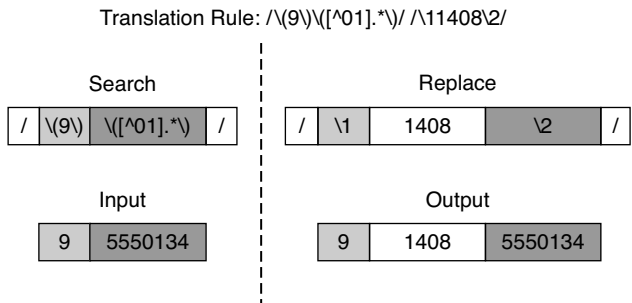 Translation Rule: /\(9\)\([^01].*\)/ /\11408\2/
Search
Replace
/ \(9\) \([^01].*\) /
/ \1 1408 \2 /
Input
Output
9 5550134
9 1408 5550134